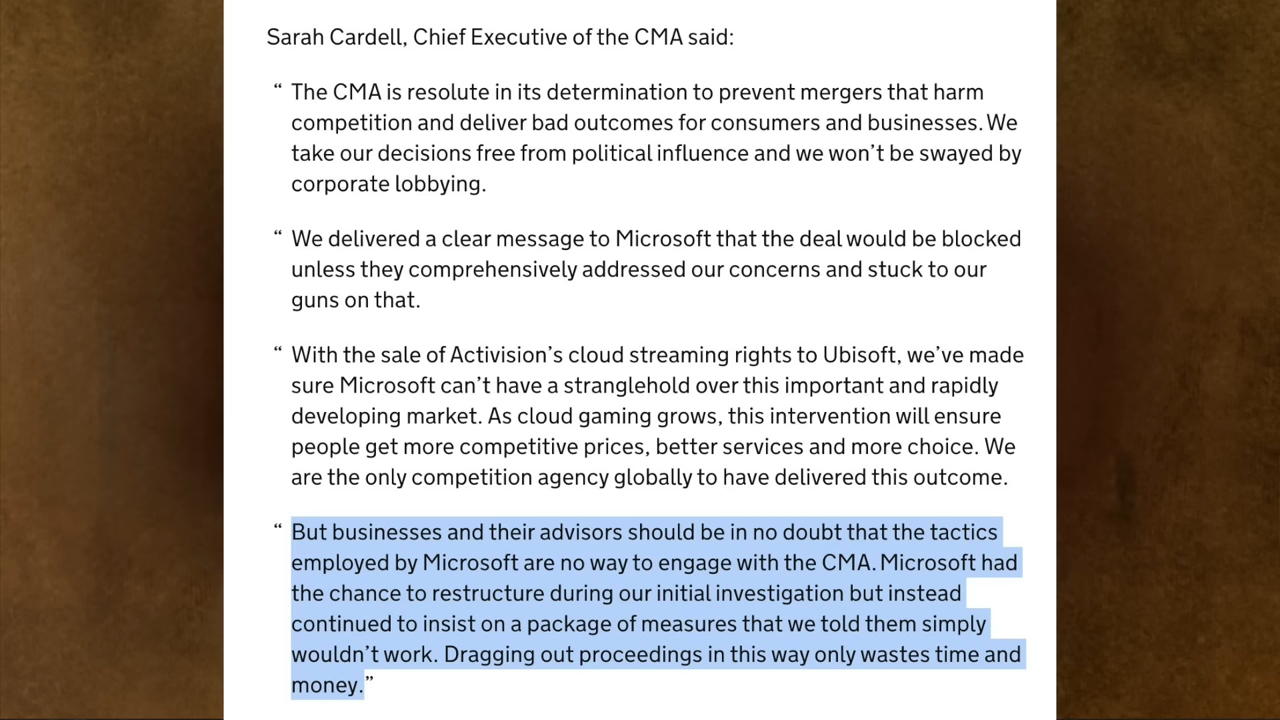 Sarah Cardell, Chief Executive of the CMA said:
“ The CMA is resolute in its determination to prevent mergers that harm
competition and deliver bad outcomes for consumers and businesses. We
take our decisions free from political influence and we won’t be swayed by
corporate lobbying.
“ We delivered a clear message to Microsoft that the deal would be blocked
unless they comprehensively addressed our concerns and stuck to our
guns on that.
“ With the sale of Activision’s cloud streaming rights to Ubisoft, we’ve made
sure Microsoft can’t have a stranglehold over this important and rapidly
developing market. As cloud gaming grows, this intervention will ensure
people get more competitive prices, better services and more choice. We
are the only competition agency globally to have delivered this outcome.
“ But businesses and their advisors should be in no doubt that the tactics
employed by Microsoft are no way to engage with the CMA. Microsoft had
the chance to restructure during our initial investigation but instead
continued to insist on a package of measures that we told them simply
wouldn’t work. Dragging out proceedings in this way only wastes time and
money.”